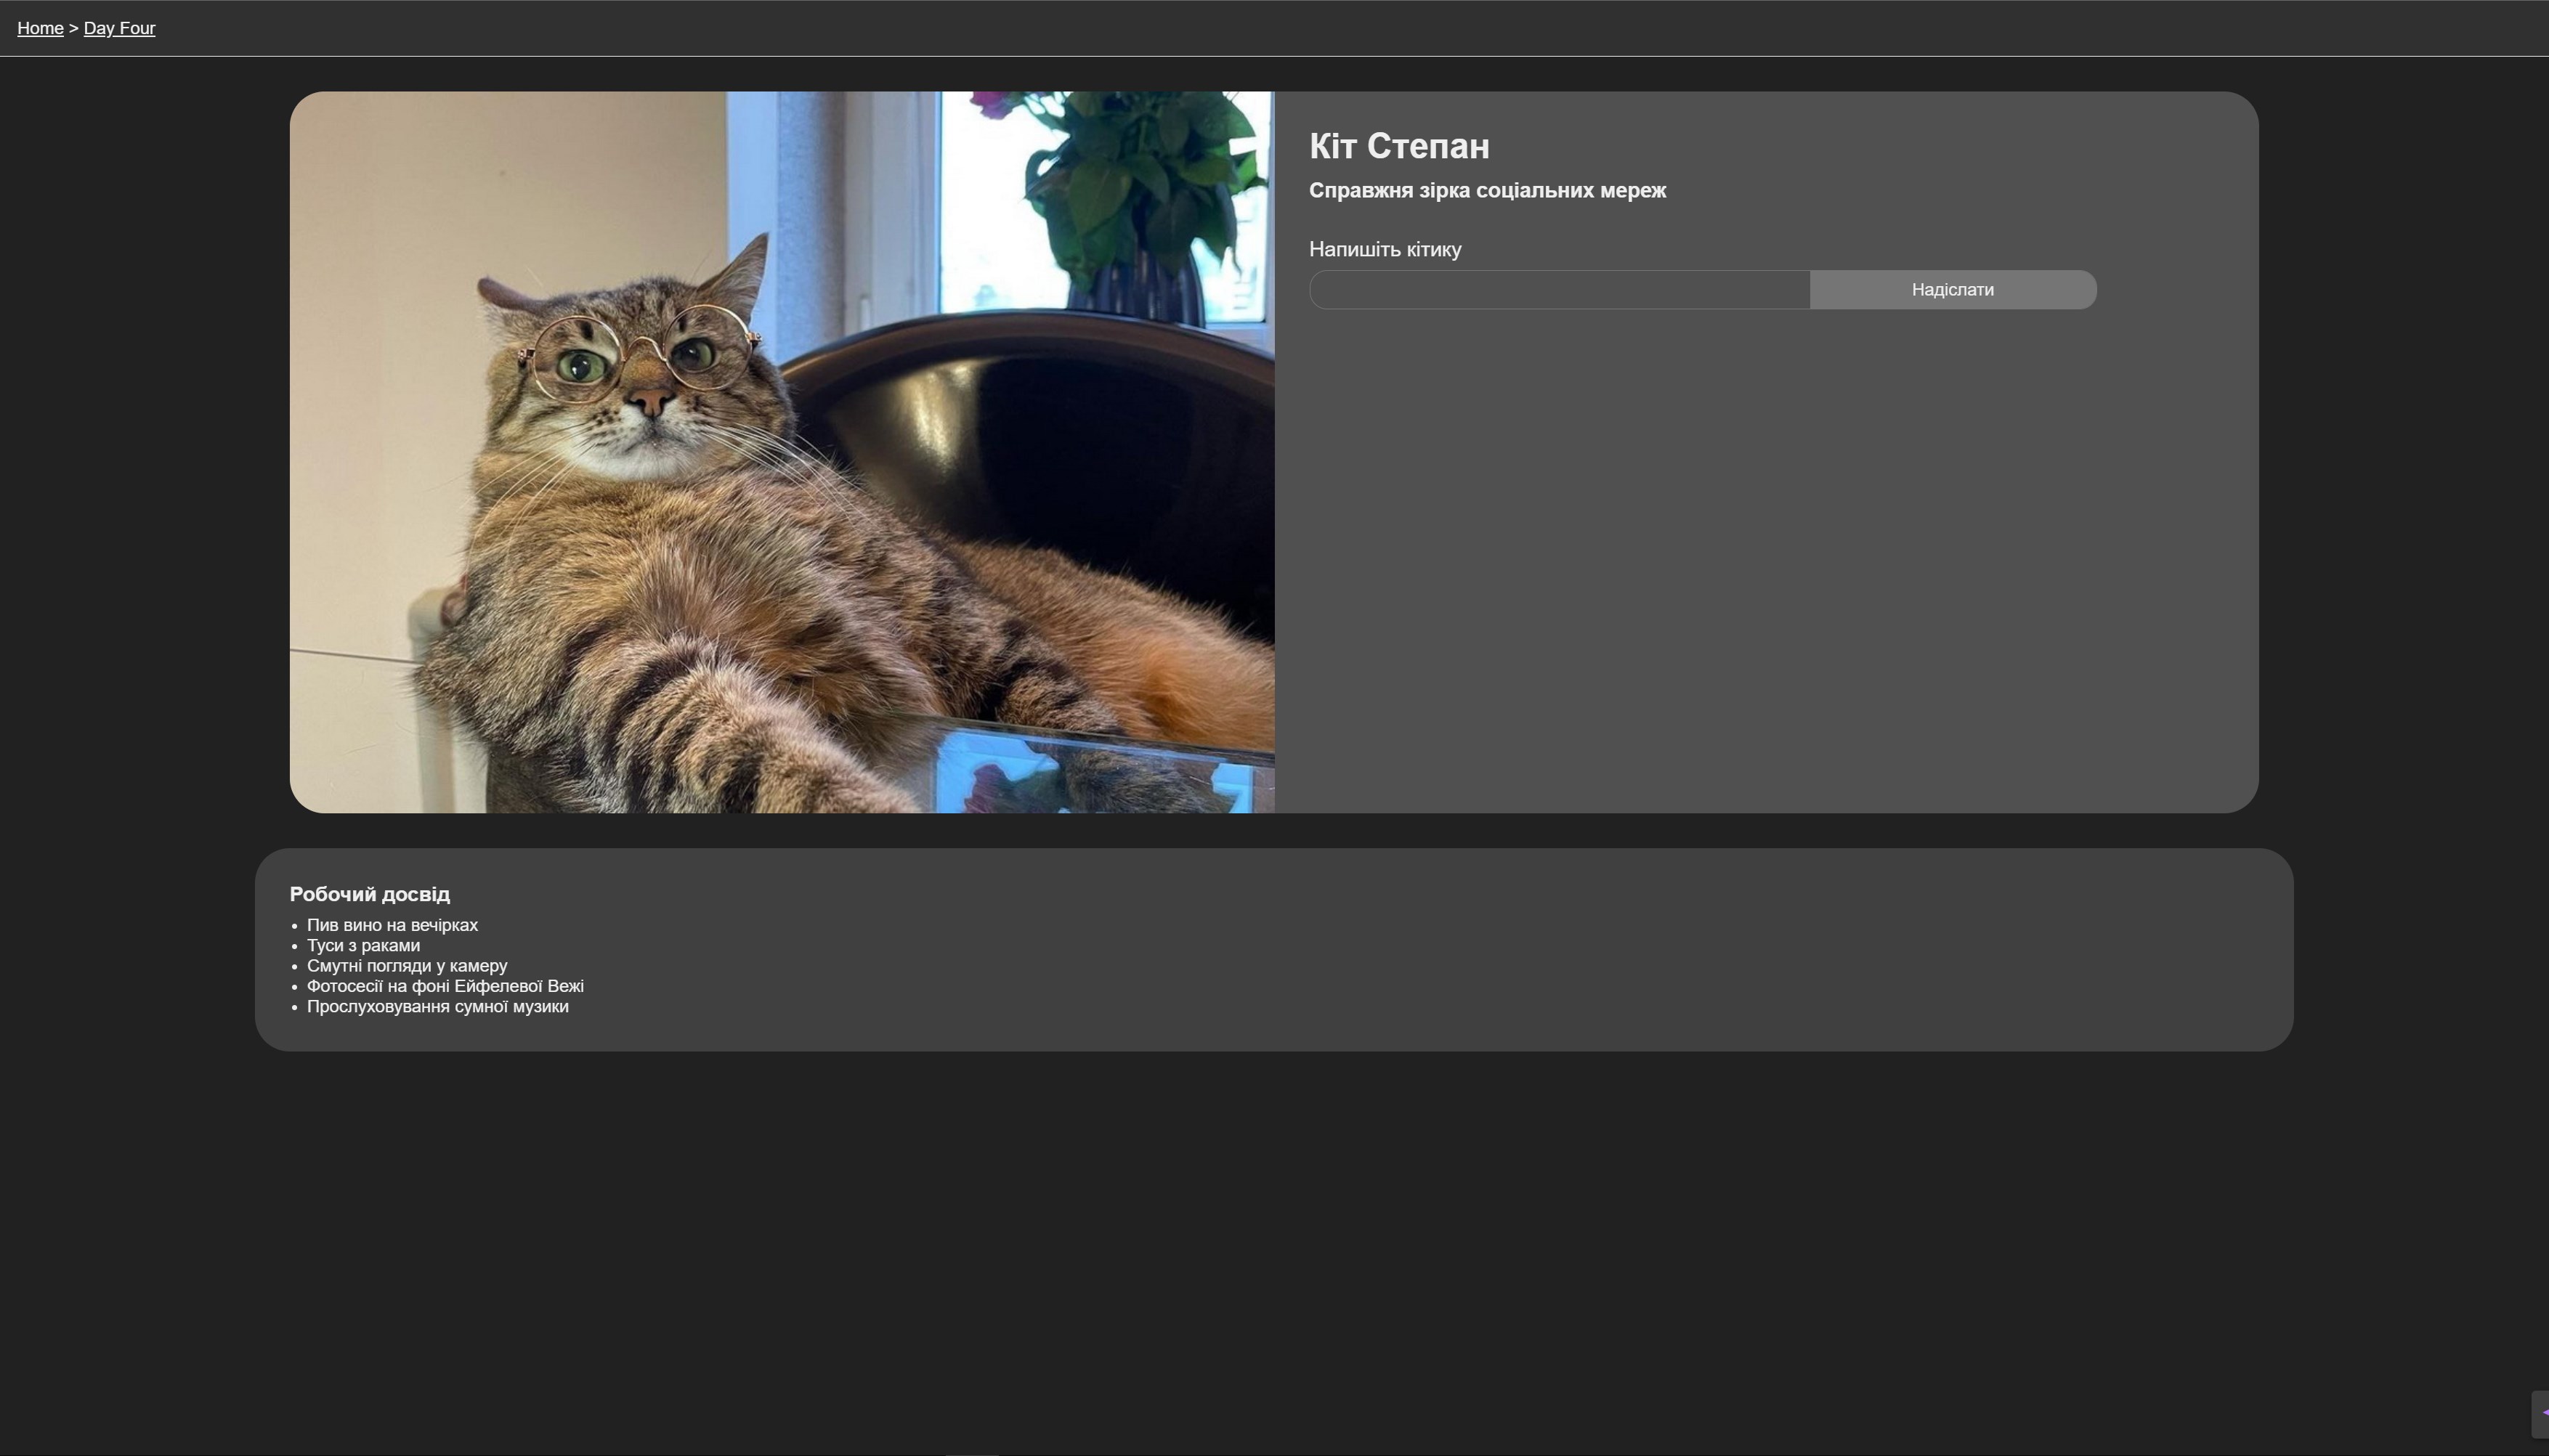 Home > Day Four
Кіт Степан
Справжня зірка соціальних мереж
Напишіть кітику
Надіслати
Робочий досвід
• Пив вино на вечірках
• Туси з раками
• Смутні погляди у камеру
• Фотосесії на фоні Ейфелевої Вежі
• Прослуховування сумної музики